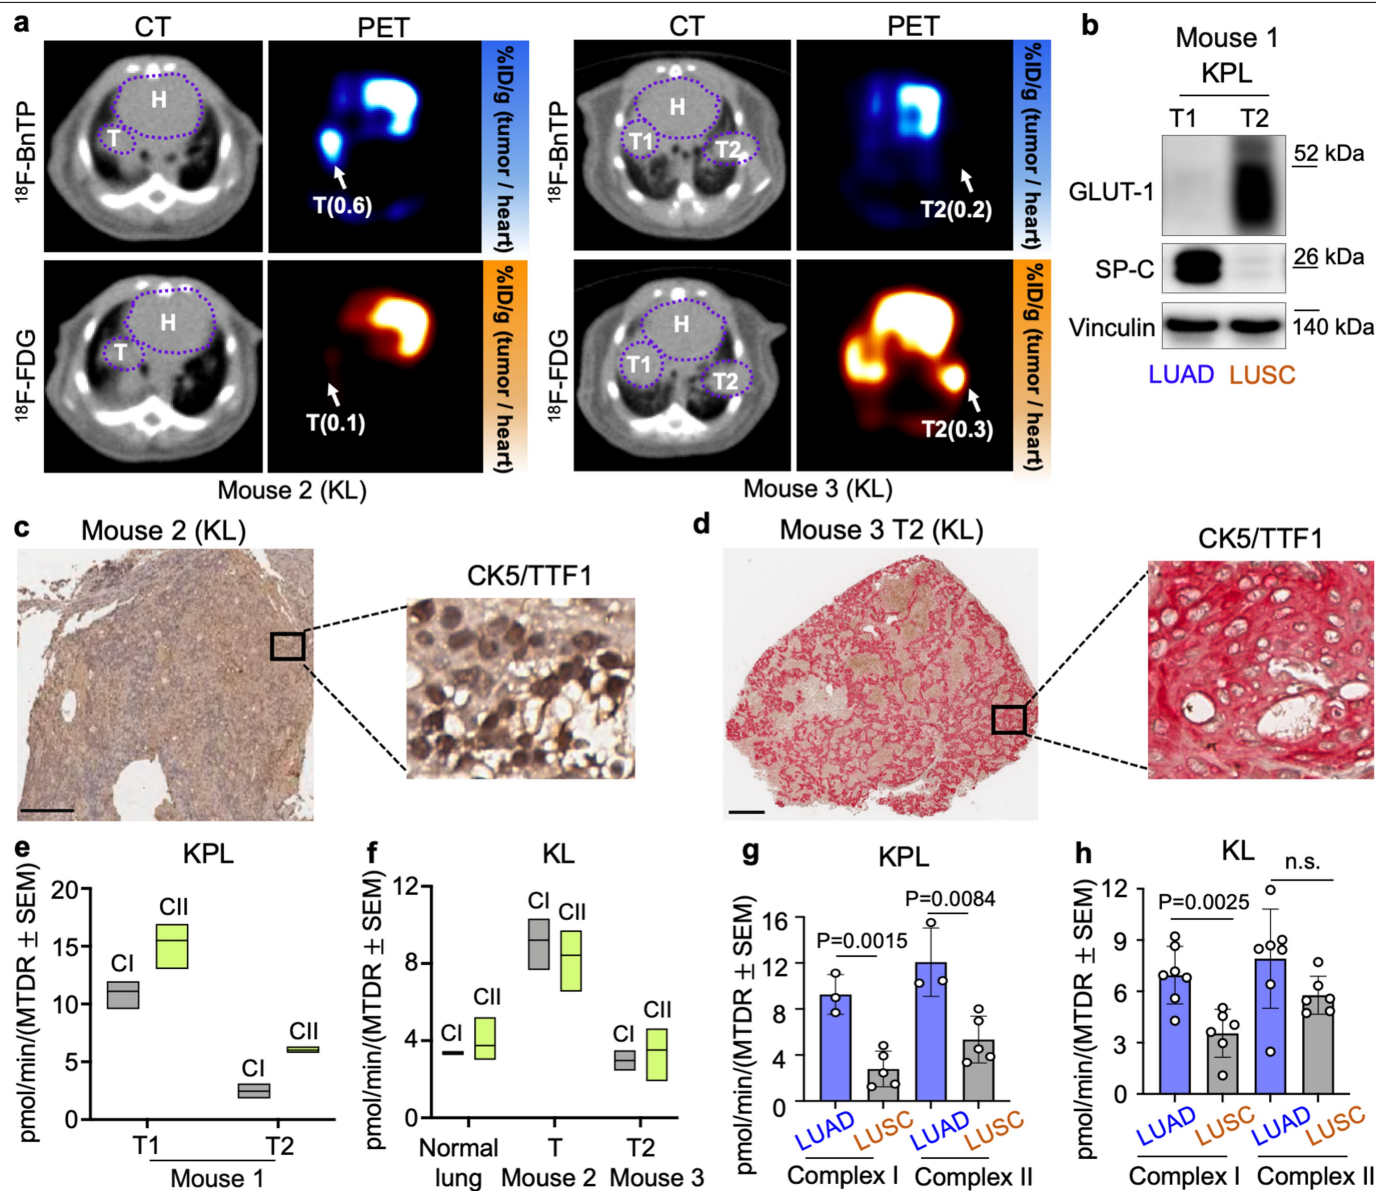 a
CT
PET
CT
PET
¹⁸F-BnTP
H
T
T(0.6)
%ID/g (tumor / heart)
¹⁸F-BnTP
H
T1
T2
T2(0.2)
%ID/g (tumor / heart)
¹⁸F-FDG
H
T
T(0.1)
%ID/g (tumor / heart)
¹⁸F-FDG
H
T1
T2
T2(0.3)
%ID/g (tumor / heart)
Mouse 2 (KL)
Mouse 3 (KL)
b
Mouse 1
KPL
T1 T2
GLUT-1
52 kDa
SP-C
26 kDa
Vinculin
140 kDa
LUAD LUSC
c
Mouse 2 (KL)
CK5/TTF1
d
Mouse 3 T2 (KL)
CK5/TTF1
e
KPL
pmol/min/(MTDR ± SEM)
20
15
10
5
0
CI
CII
CI
CII
T1 T2
Mouse 1
f
KL
pmol/min/(MTDR ± SEM)
12
8
4
0
CI
CII
CI
CII
CI
CII
Normal lung
T
Mouse 2
T2
Mouse 3
g
KPL
pmol/min/(MTDR ± SEM)
16
12
8
4
0
P=0.0015
P=0.0084
LUAD
LUSC
LUAD
LUSC
Complex I
Complex II
h
KL
pmol/min/(MTDR ± SEM)
12
9
6
3
0
P=0.0025
n.s.
LUAD
LUSC
LUAD
LUSC
Complex I
Complex II